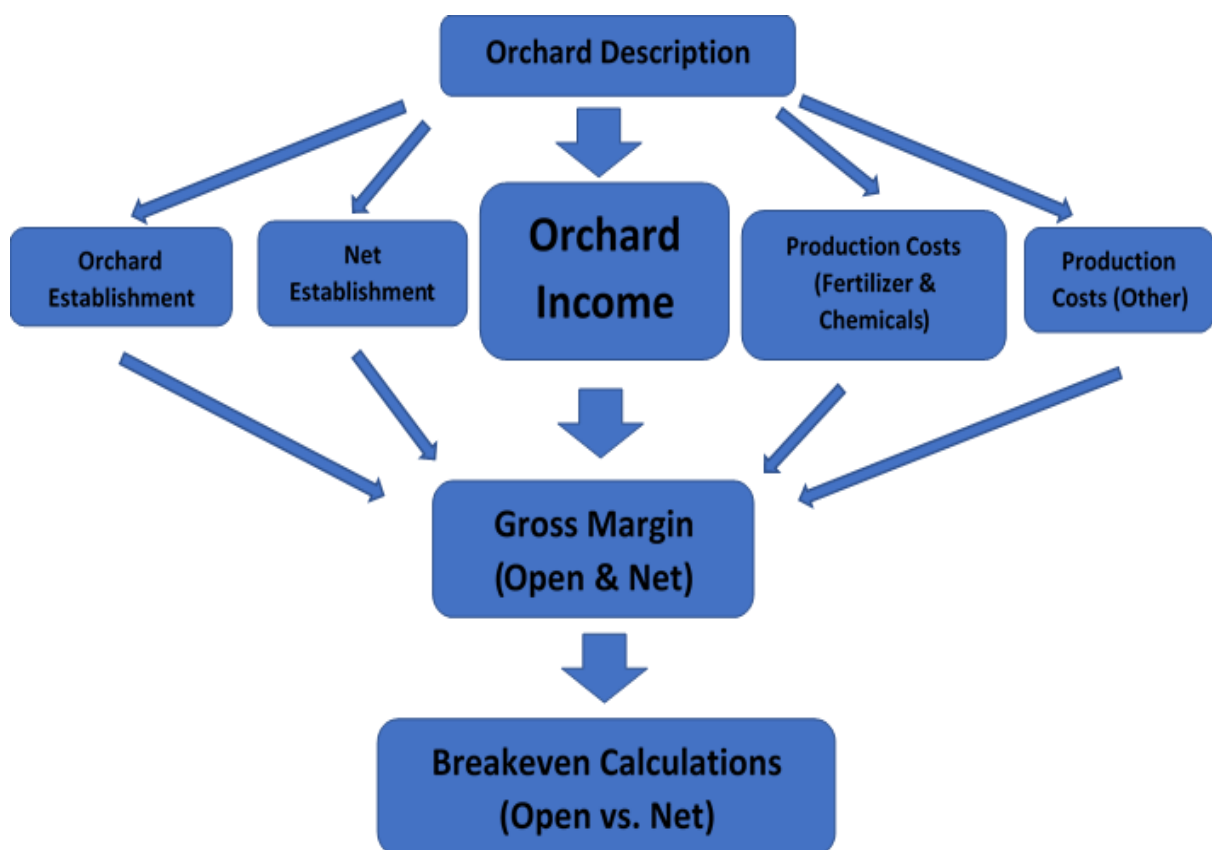 Orchard Description
Orchard
Establishment
Net
Establishment
Orchard
Income
Production Costs
(Fertilizer &
Chemicals)
Production
Costs (Other)
Gross Margin
(Open & Net)
Breakeven Calculations
(Open vs. Net)